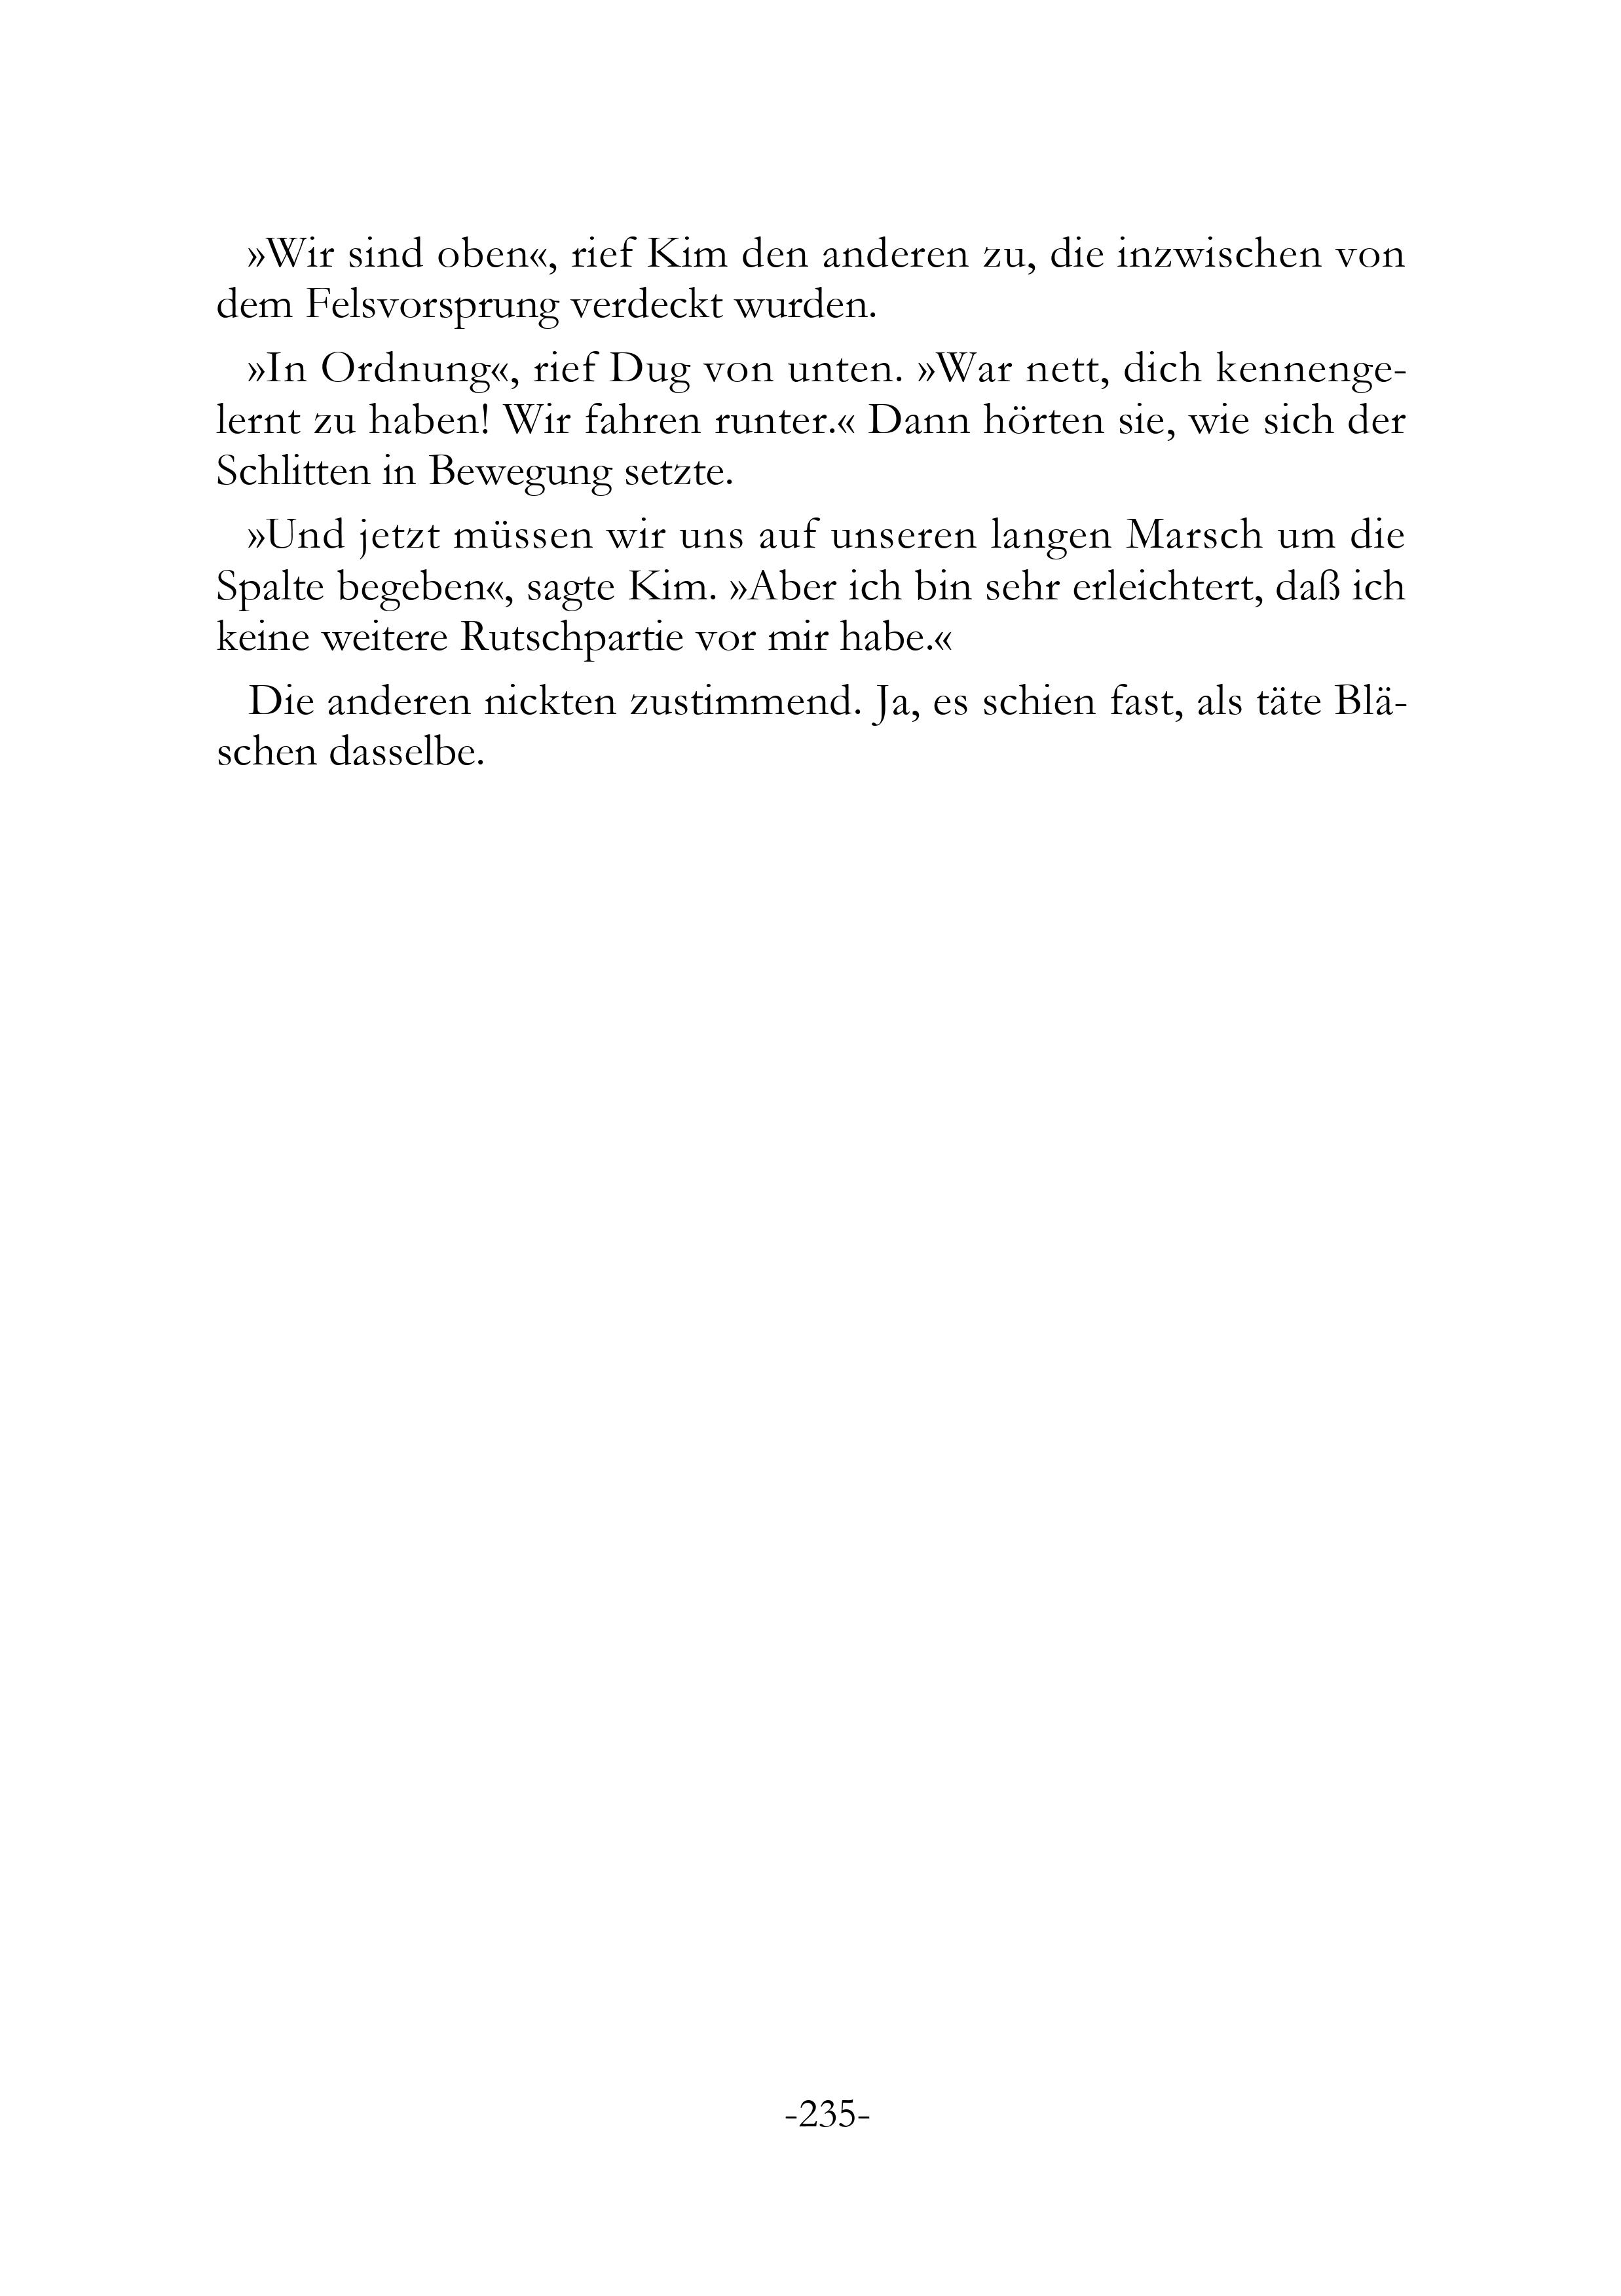 »Wir sind oben«, rief Kim den anderen zu, die inzwischen von
dem Felsvorsprung verdeckt wurden.
»In Ordnung«, rief Dug von unten. »War nett, dich kennenge-
lernt zu haben! Wir fahren runter.« Dann hörten sie, wie sich der
Schlitten in Bewegung setzte.
»Und jetzt müssen wir uns auf unseren langen Marsch um die
Spalte begeben«, sagte Kim. »Aber ich bin sehr erleichtert, daß ich
keine weitere Rutschpartie vor mir habe.«
Die anderen nickten zustimmend. Ja, es schien fast, als täte Blä-
schen dasselbe.
-235-